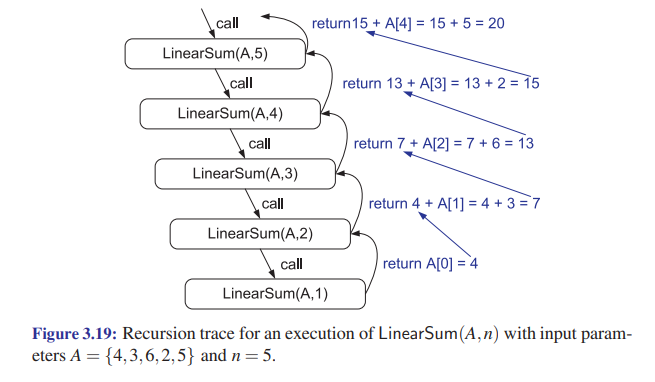 call
return15 + A[4] = 15 + 5 = 20
LinearSum(A,5)
call
return 13 + A[3] = 13 + 2 = 15
LinearSum(A,4)
call
return 7 + A[2] = 7 + 6 = 13
LinearSum(A,3)
call
return 4 + A[1] = 4 + 3 = 7
LinearSum(A,2)
call
return A[0] = 4
LinearSum(A,1)
Figure 3.19: Recursion trace for an execution of LinearSum(A,n) with input param-
eters A = {4,3,6,2,5} and n = 5.